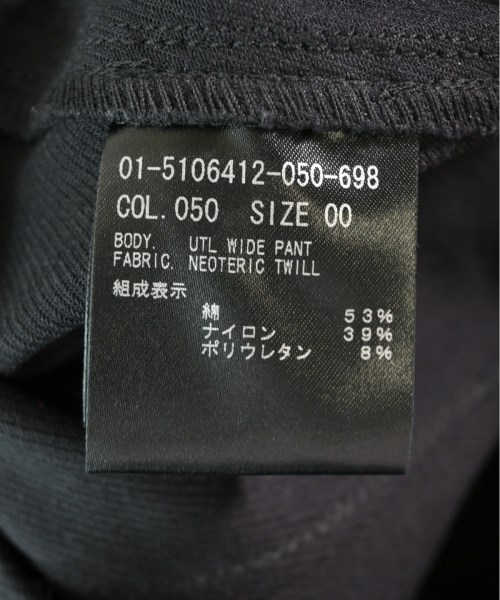 01-5106412-050-698
COL. 050 SIZE 00
BODY. UTL WIDE PANT
FABRIC. NEOTERIC TWILL
組成表示
綿 53%
ナイロン 39%
ポリウレタン 8%